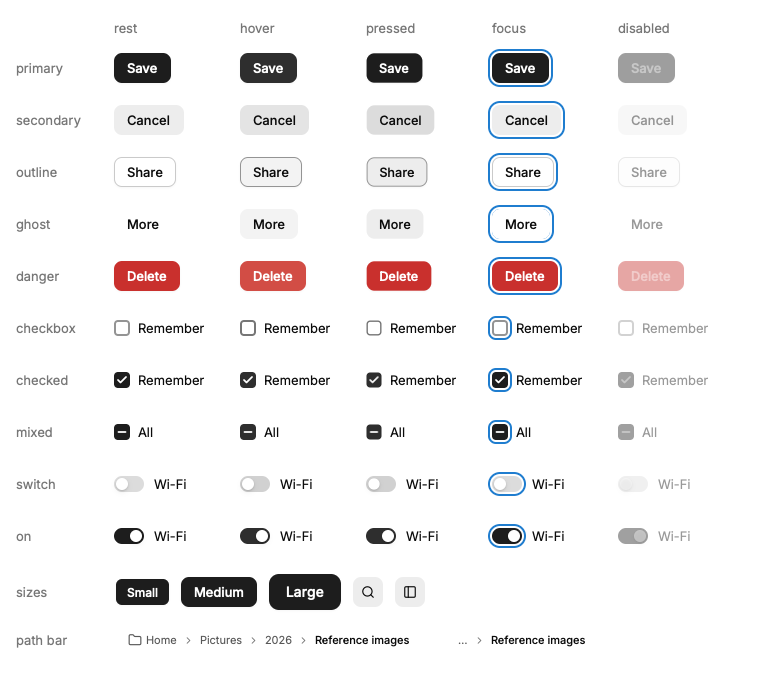 rest hover pressed focus disabled
primary Save Save Save Save Save
secondary Cancel Cancel Cancel Cancel Cancel
outline Share Share Share Share Share
ghost More More More More More
danger Delete Delete Delete Delete Delete
checkbox Remember Remember Remember Remember Remember
checked Remember Remember Remember Remember Remember
mixed All All All All All
switch Wi-Fi Wi-Fi Wi-Fi Wi-Fi Wi-Fi
on Wi-Fi Wi-Fi Wi-Fi Wi-Fi Wi-Fi
sizes Small Medium Large
path bar Home > Pictures > 2026 > Reference images ... > Reference images